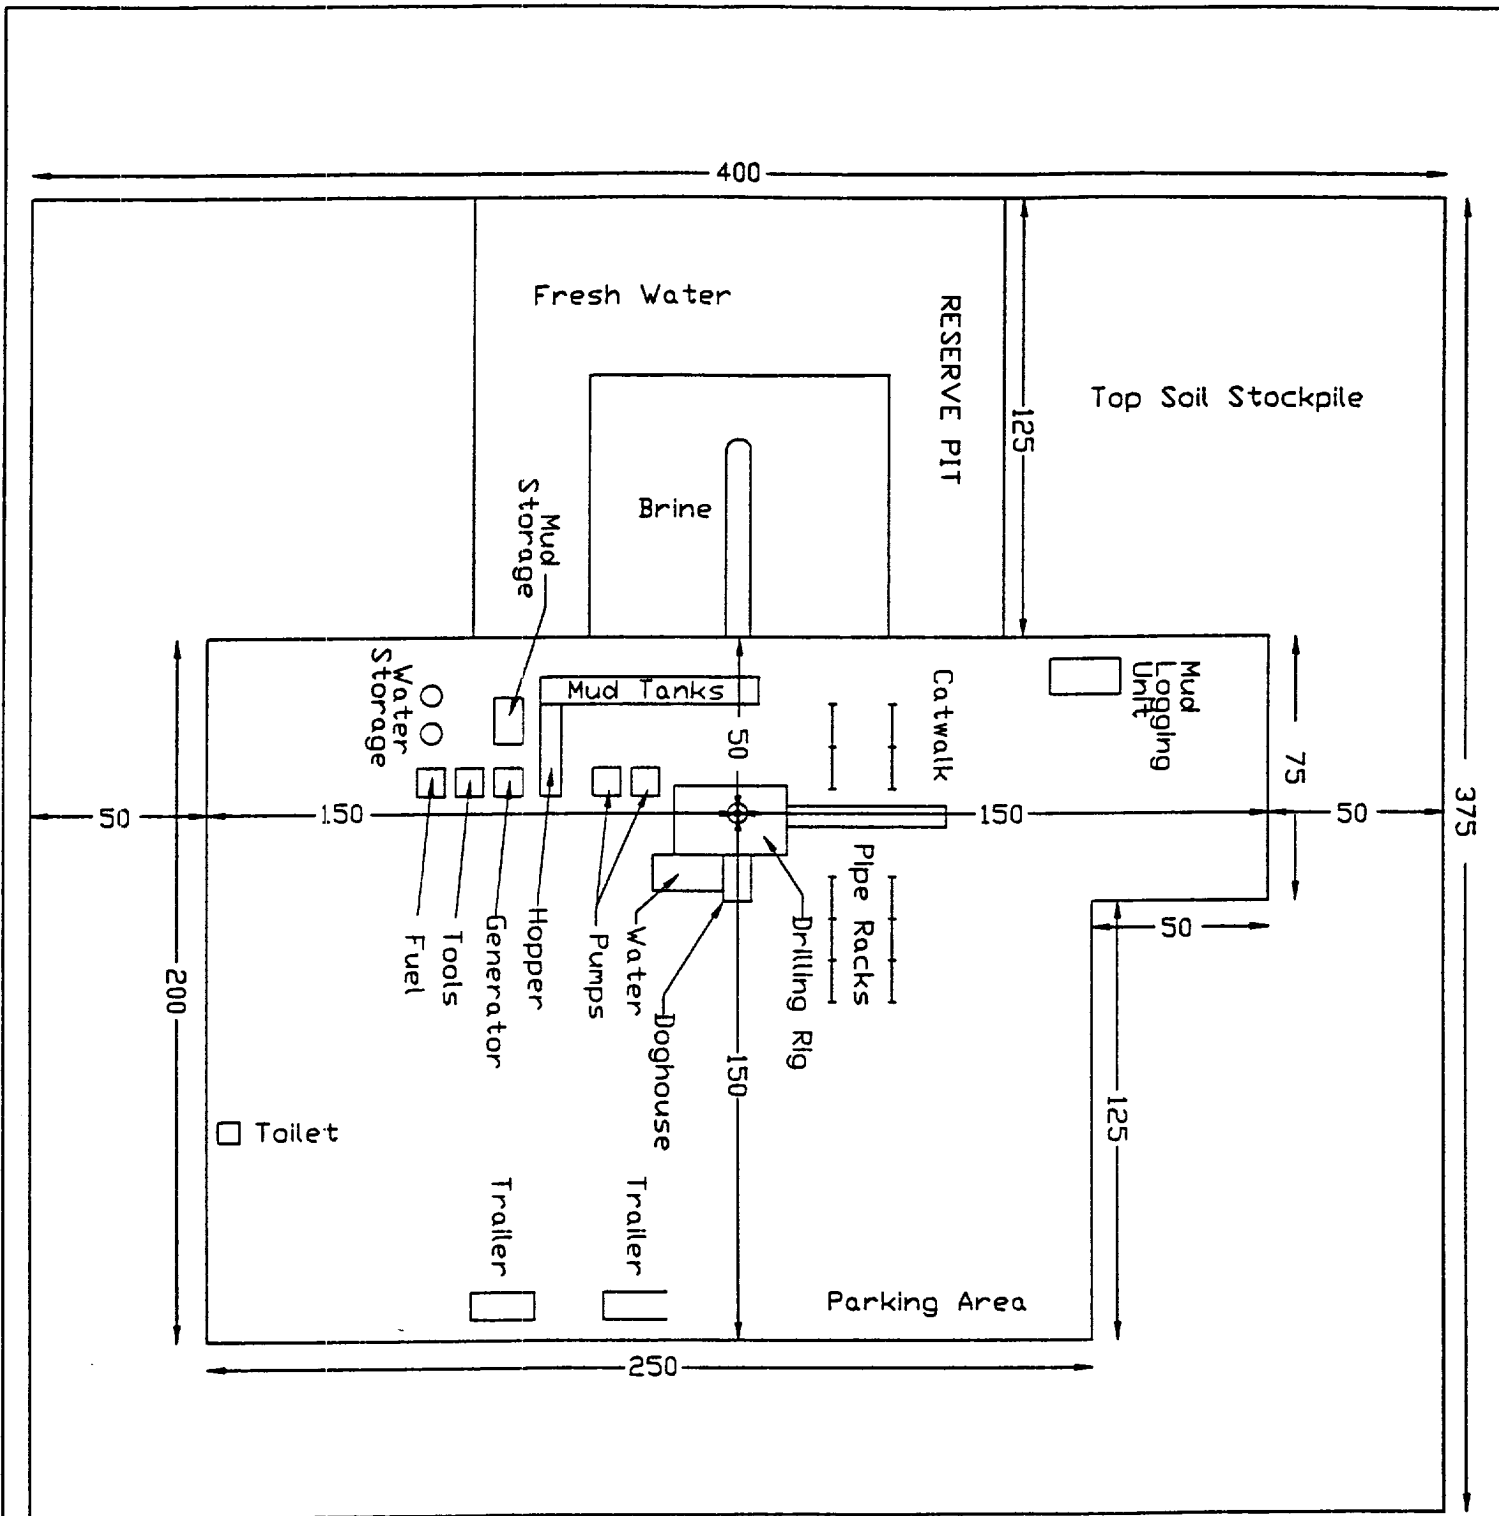 400
Fresh Water
RESERVE PIT
125
Top Soil Stockpile
Brine
Mud
Storage
375
Water
Storage
Mud Tanks
50
Catwalk
Mud
Logging
Unit
75
50
150
150
50
Pipe Racks
Drilling Rig
50
Fuel
Tools
Generator
Hopper
Pumps
Water
Doghouse
200
150
125
Toilet
Trailer
Trailer
Parking Area
250